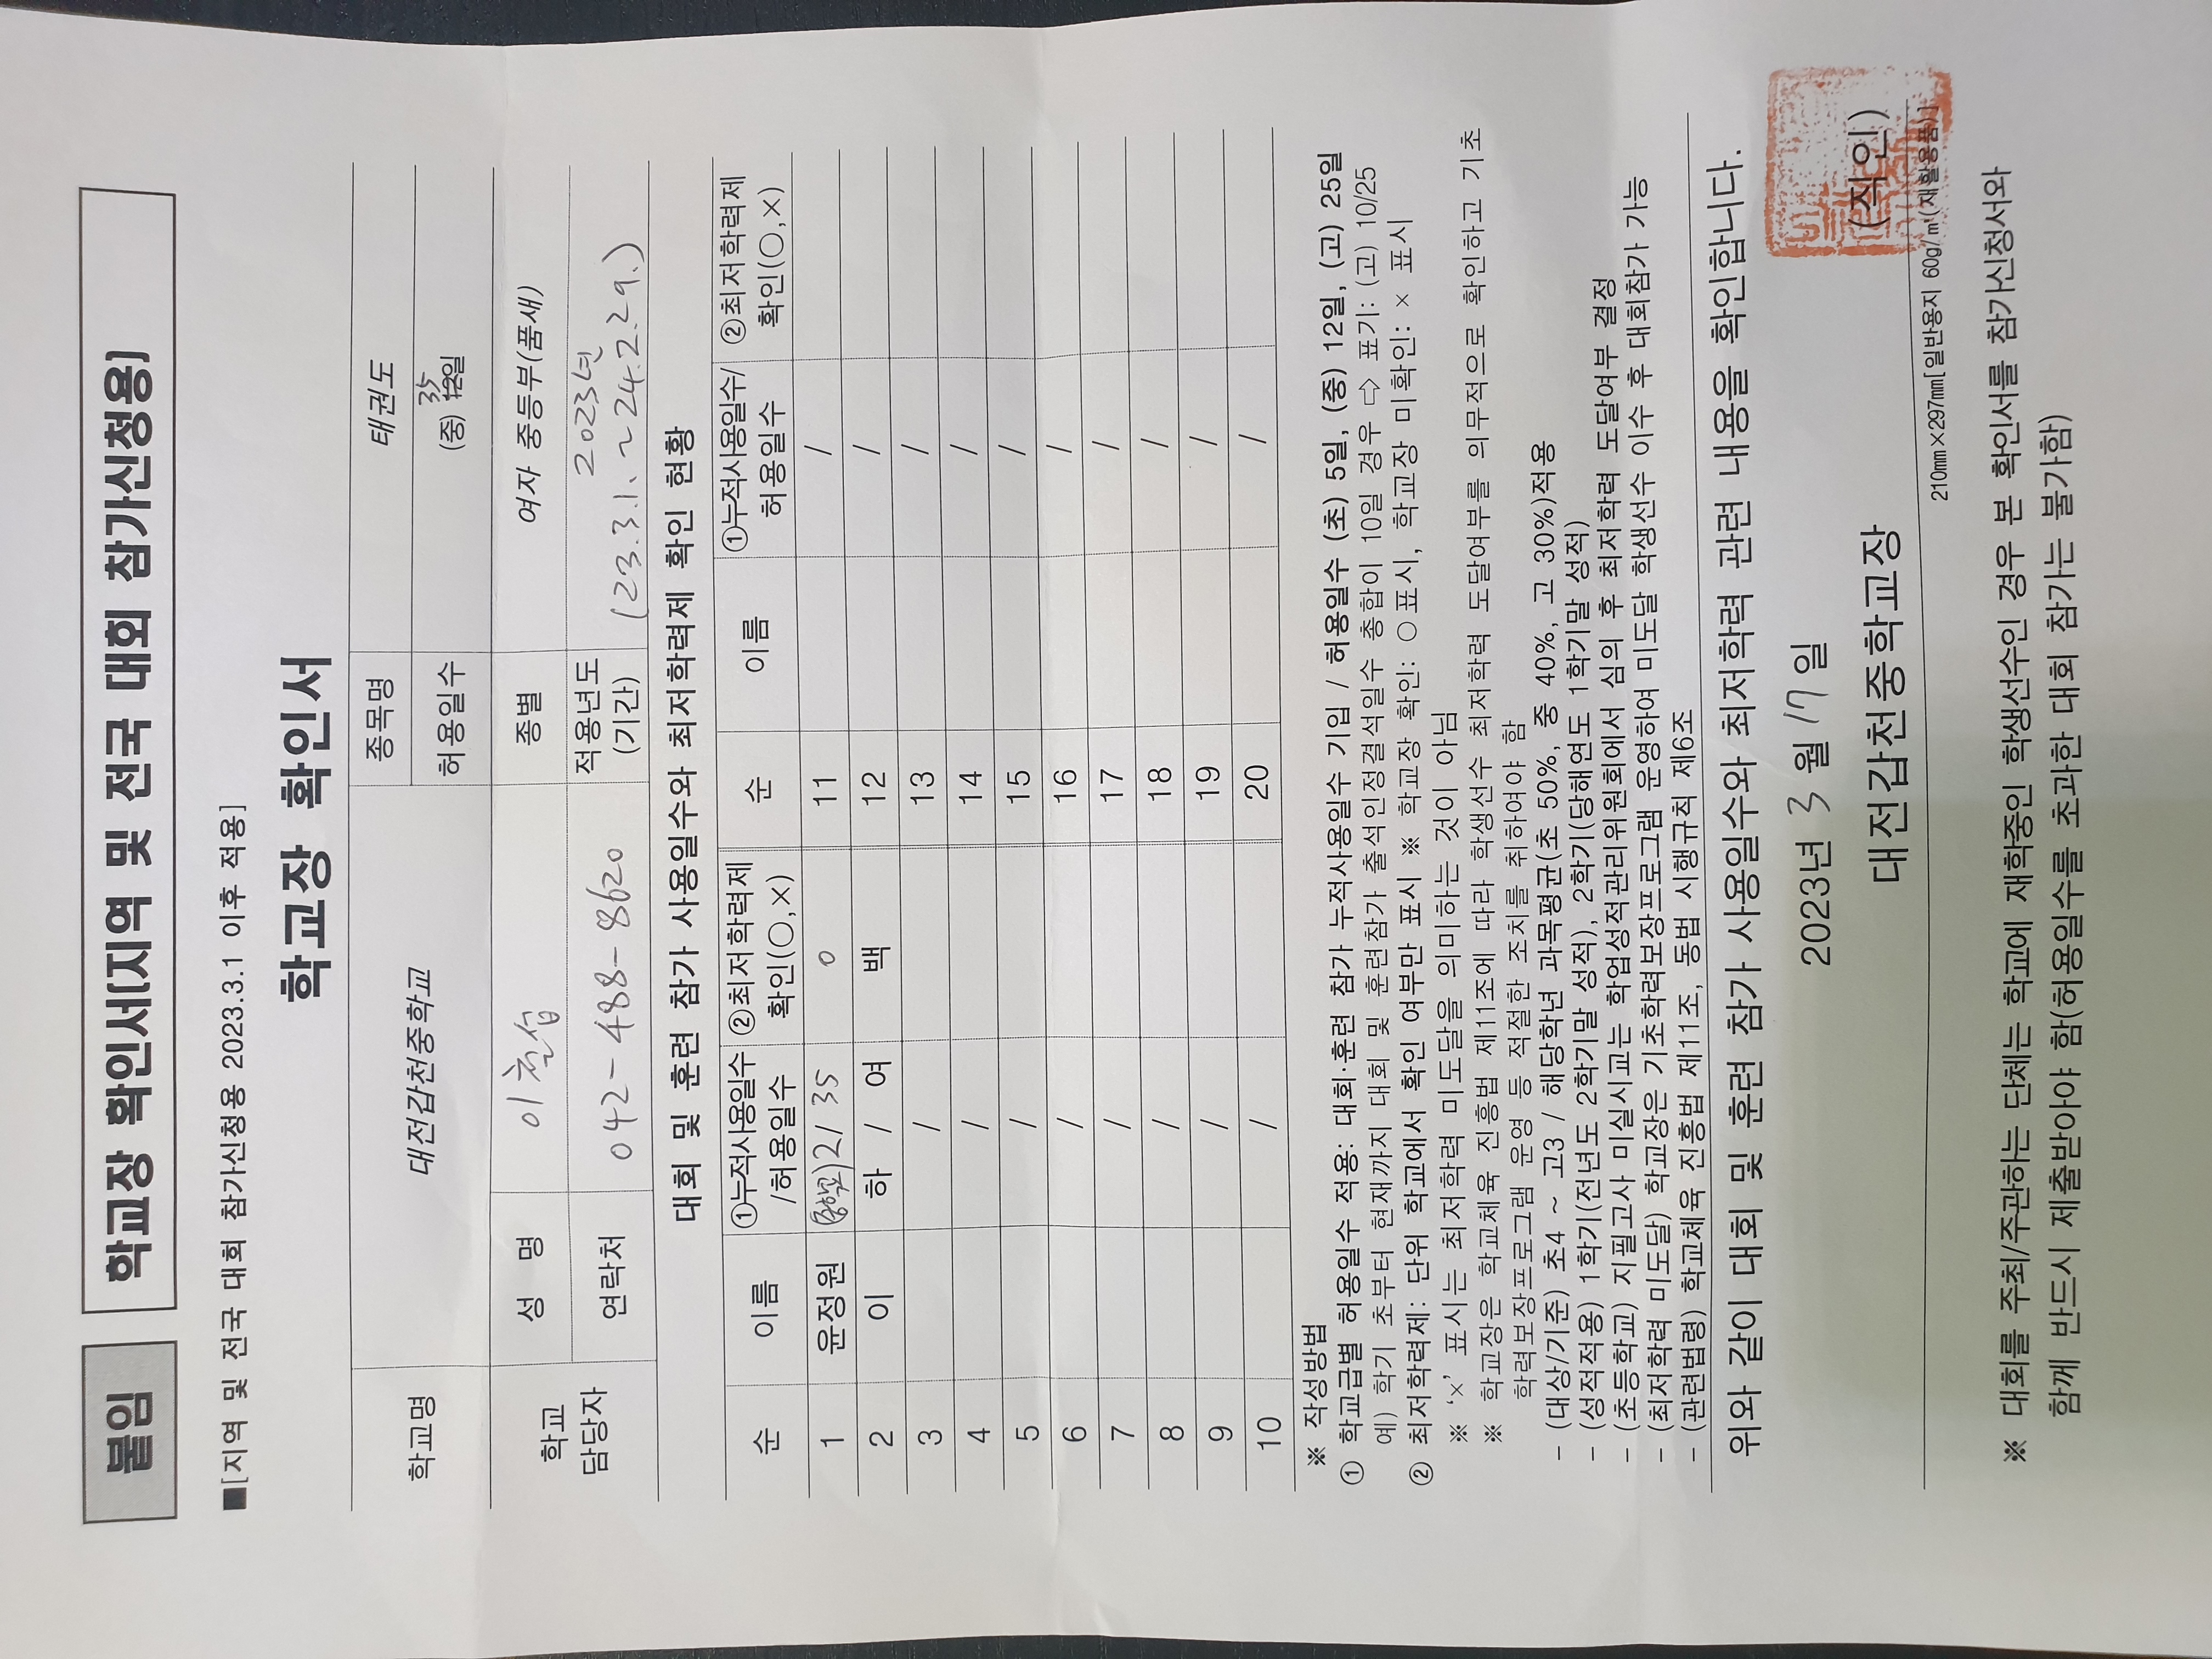 붙임
학교장 확인서(지역 및 전국 대회 참가신청용)
■[지역 및 전국 대회 참가신청용 2023.3.1 이후 적용]
학교장 확인서
학교명 대전갑천중학교 종목명 태권도
허용일수 (중) 35일
학교 담당자 성 명 종별 여자 중등부(품새)
연락처 042-488-8620 적용년도 (기간) 2023년 (23.3.1. ~ 24.2.29.)
대회 및 훈련 참가 사용일수와 최저학력제 확인 현황
순 이름 ①누적사용일수/허용일수 ②최저학력제 확인(○,×) 순 이름 ①누적사용일수/허용일수 ②최저학력제 확인(○,×)
1 윤정원 2/35 0 11 /
2 이 하 / 여 백 12 /
3 / 13 /
4 / 14 /
5 / 15 /
6 / 16 /
7 / 17 /
8 / 18 /
9 / 19 /
10 / 20 /
※ 작성방법
① 학교급별 허용일수 적용: 대회·훈련 참가 누적사용일수 기입 / 허용일수 (초) 5일, (중) 12일, (고) 25일
예) 학기 초부터 현재까지 대회 및 훈련참가 출석인정결석일수 총합이 10일 경우 ⇨ 표기: (고) 10/25
② 최저학력제: 단위 학교에서 확인 여부만 표시 ※ 학교장 확인: ○표시, 학교장 미확인: × 표시
※ '×' 표시는 최저학력 미도달을 의미하는 것이 아님
※ 학교장은 학교체육 진흥법 제11조에 따라 학생선수 최저학력 도달여부를 의무적으로 확인하고 기초
학력보장프로그램 운영 등 적절한 조치를 취하여야 함
- (대상/기준) 초4 ~ 고3 / 해당학년 과목평균(초 50%, 중 40%, 고 30%)적용
- (성적적용) 1학기(전년도 2학기말 성적), 2학기(당해연도 1학기말 성적)
- (초등학교) 지필고사 미실시교는 학업성적관리위원회에서 심의 후 최저학력 도달여부 결정
- (최저학력 미도달) 학교장은 기초학력보장프로그램 운영하여 미도달 학생선수 이수 후 대회참가 가능
- (관련법령) 학교체육 진흥법 제11조, 동법 시행규칙 제6조
위와 같이 대회 및 훈련 참가 사용일수와 최저학력 관련 내용을 확인합니다.
2023년 3월 17일
대전갑천중학교장 (직인)
210mm×297mm[일반용지 60g/㎡(재활용품)]
※ 대회를 주최/주관하는 단체는 학교에 재학중인 학생선수인 경우 본 확인서를 참가신청서와
함께 반드시 제출받아야 함(허용일수를 초과한 대회 참가는 불가함)